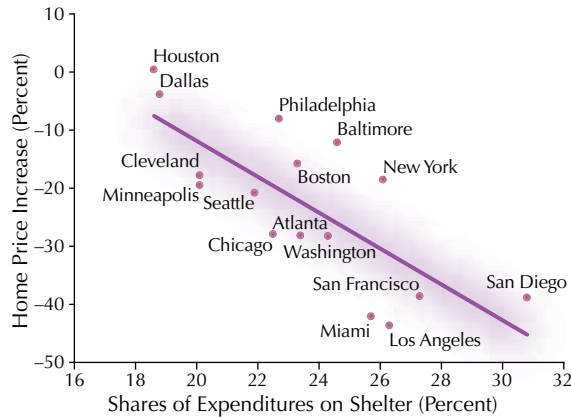 Home Price Increase (Percent)
10
0
–10
–20
–30
–40
–50
Houston
Dallas
Philadelphia
Baltimore
Cleveland
Boston
New York
Minneapolis
Seattle
Atlanta
Chicago
Washington
San Francisco
San Diego
Miami
Los Angeles
16
18
20
22
24
26
28
30
32
Shares of Expenditures on Shelter (Percent)